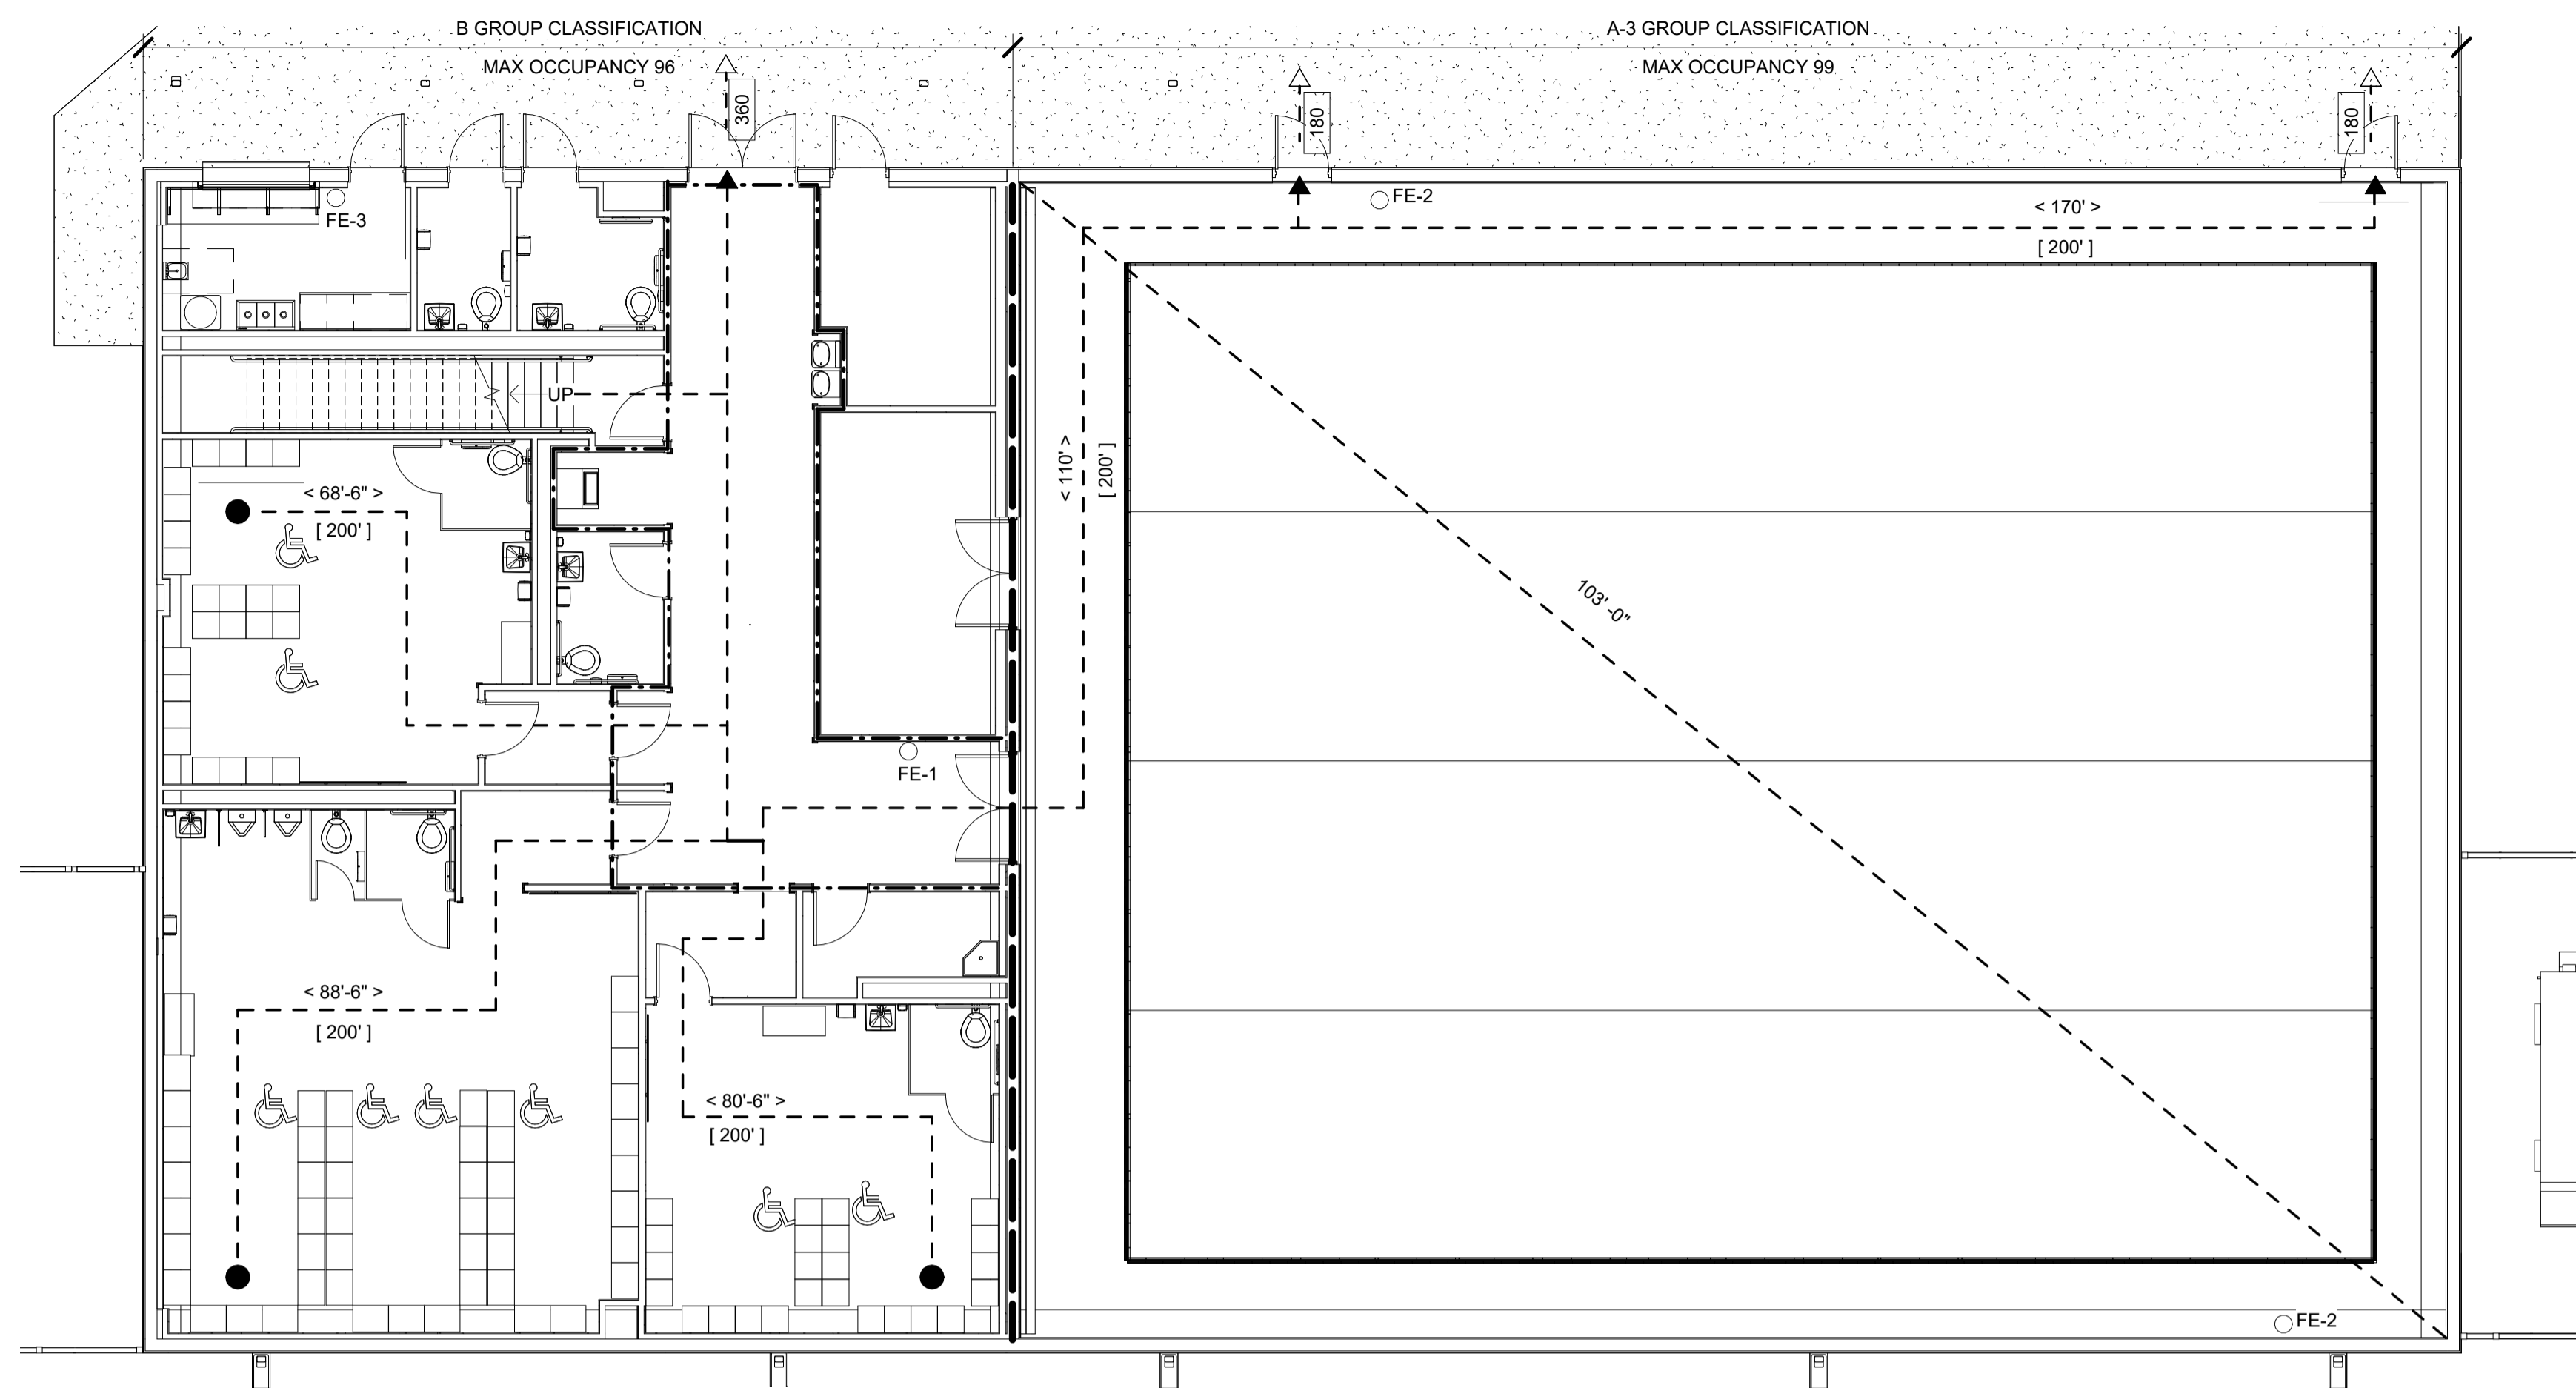 B GROUP CLASSIFICATION
A-3 GROUP CLASSIFICATION
MAX OCCUPANCY 96
MAX OCCUPANCY 99
360
180
180
FE-3
FE-2
< 170' >
[ 200' ]
UP
< 110' >
[ 200' ]
< 68'-6" >
[ 200' ]
103'-0"
FE-1
< 88'-6" >
[ 200' ]
< 80'-6" >
[ 200' ]
FE-2